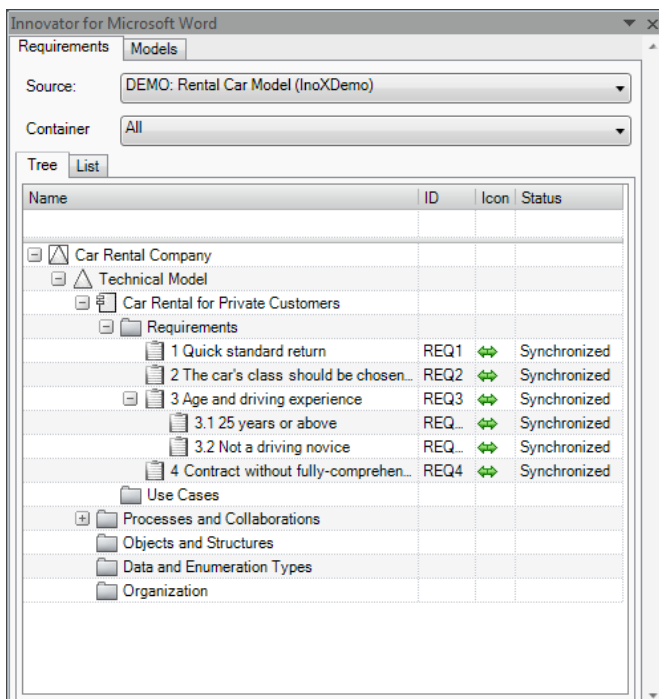 Innovator for Microsoft Word
Requirements Models
Source: DEMO: Rental Car Model (InoXDemo)
Container All
Tree List
Name ID Icon Status
Car Rental Company
Technical Model
Car Rental for Private Customers
Requirements
1 Quick standard return REQ1 Synchronized
2 The car's class should be chosen... REQ2 Synchronized
3 Age and driving experience REQ3 Synchronized
3.1 25 years or above REQ... Synchronized
3.2 Not a driving novice REQ... Synchronized
4 Contract without fully-comprehen... REQ4 Synchronized
Use Cases
Processes and Collaborations
Objects and Structures
Data and Enumeration Types
Organization